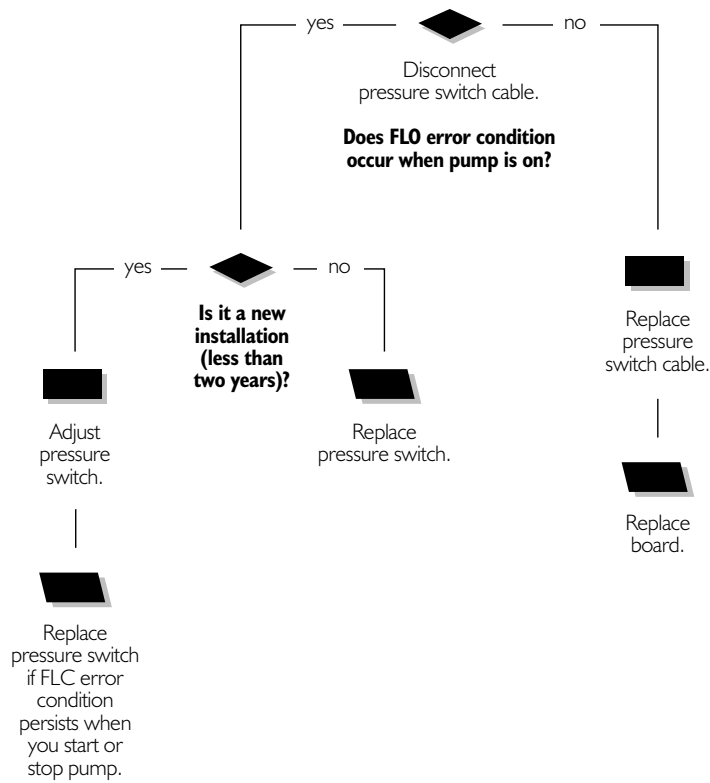 yes
no
Disconnect
pressure switch cable.
Does FLO error condition
occur when pump is on?
yes
no
Is it a new
installation
(less than
two years)?
Replace
pressure
switch cable.
Adjust
pressure
switch.
Replace
pressure switch.
Replace
board.
Replace
pressure switch
if FLC error
condition
persists when
you start or
stop pump.